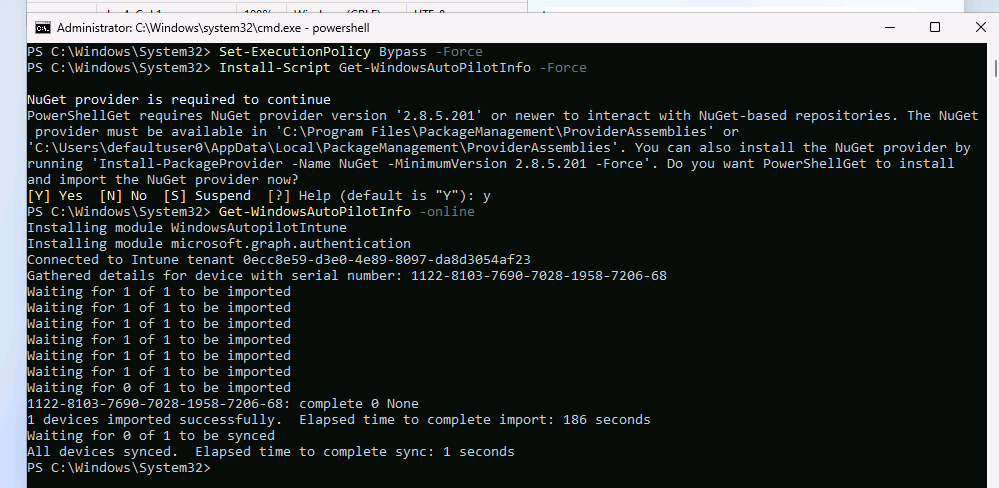 Administrator: C:\Windows\system32\cmd.exe - powershell
PS C:\Windows\System32> Set-ExecutionPolicy Bypass -Force
PS C:\Windows\System32> Install-Script Get-WindowsAutoPilotInfo -Force
NuGet provider is required to continue
PowerShellGet requires NuGet provider version '2.8.5.201' or newer to interact with NuGet-based repositories. The NuGet
provider must be available in 'C:\Program Files\PackageManagement\ProviderAssemblies' or
'C:\Users\defaultuser0\AppData\Local\PackageManagement\ProviderAssemblies'. You can also install the NuGet provider by
running 'Install-PackageProvider -Name NuGet -MinimumVersion 2.8.5.201 -Force'. Do you want PowerShellGet to install
and import the NuGet provider now?
[Y] Yes  [N] No  [S] Suspend  [?] Help (default is "Y"): y
PS C:\Windows\System32> Get-WindowsAutoPilotInfo -online
Installing module WindowsAutopilotIntune
Installing module microsoft.graph.authentication
Connected to Intune tenant 0ecc8e59-d3e0-4e89-8097-da8d3054af23
Gathered details for device with serial number: 1122-8103-7690-7028-1958-7206-68
Waiting for 1 of 1 to be imported
Waiting for 1 of 1 to be imported
Waiting for 1 of 1 to be imported
Waiting for 1 of 1 to be imported
Waiting for 1 of 1 to be imported
Waiting for 1 of 1 to be imported
Waiting for 0 of 1 to be imported
1122-8103-7690-7028-1958-7206-68: complete 0 None
1 devices imported successfully.  Elapsed time to complete import: 186 seconds
Waiting for 0 of 1 to be synced
All devices synced.  Elapsed time to complete sync: 1 seconds
PS C:\Windows\System32>